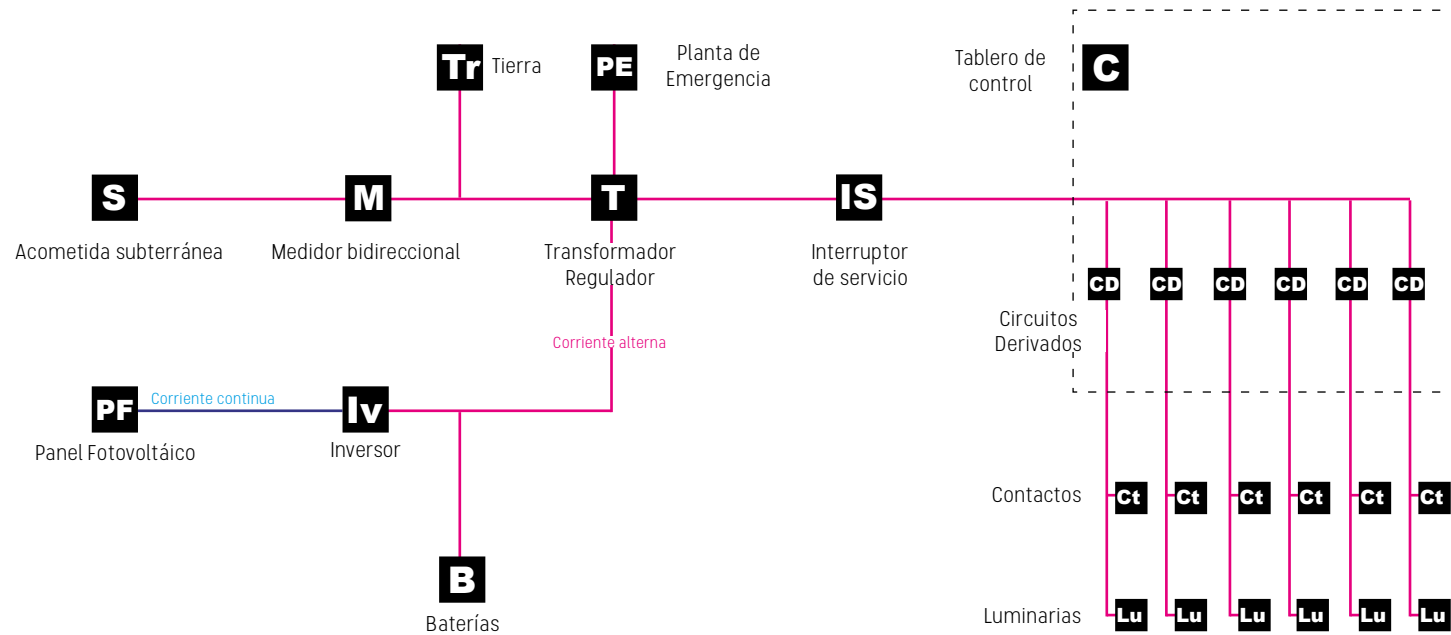 Tr
Tierra
PE
Planta de
Emergencia
Tablero de
control
C
S
M
T
IS
Acometida subterránea
Medidor bidireccional
Transformador
Regulador
Interruptor
de servicio
CD CD CD CD CD CD
Circuitos
Derivados
Corriente alterna
PF
Corriente continua
Iv
Panel Fotovoltáico
Inversor
Contactos
Ct Ct Ct Ct Ct Ct
B
Baterías
Luminarias
Lu Lu Lu Lu Lu Lu